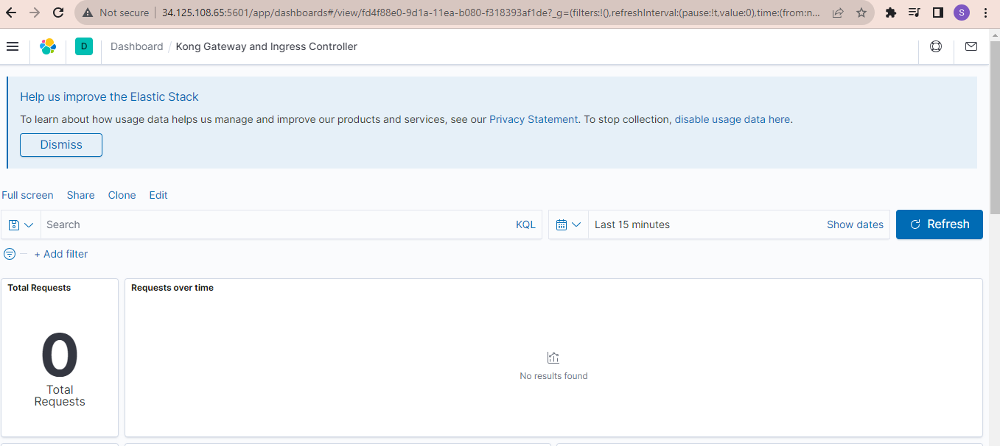 Not secure | 34.125.108.65:5601/app/dashboards#/view/fd4f88e0-9d1a-11ea-b080-f318393af1de?_g=(filters:!(),refreshInterval:(pause:!t,value:0),time:(from:n...
S
D Dashboard / Kong Gateway and Ingress Controller
Help us improve the Elastic Stack
To learn about how usage data helps us manage and improve our products and services, see our Privacy Statement. To stop collection, disable usage data here.
Dismiss
Full screen Share Clone Edit
Search KQL Last 15 minutes Show dates Refresh
+ Add filter
Total Requests
0
Total
Requests
Requests over time
No results found